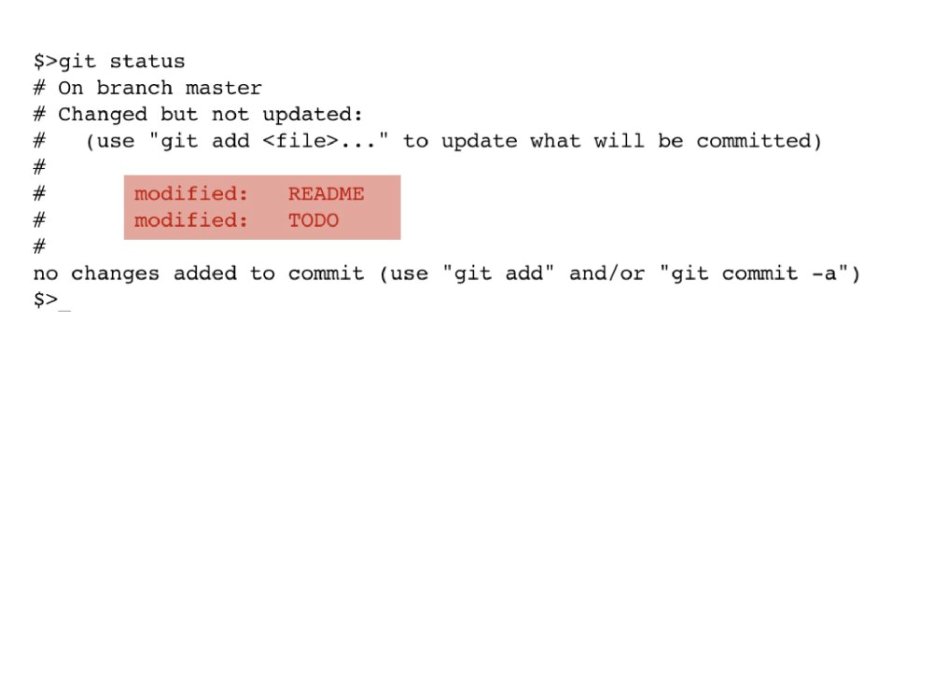 $>git status
# On branch master
# Changed but not updated:
#   (use "git add <file>..." to update what will be committed)
#
#       modified:   README
#       modified:   TODO
#
no changes added to commit (use "git add" and/or "git commit -a")
$>_